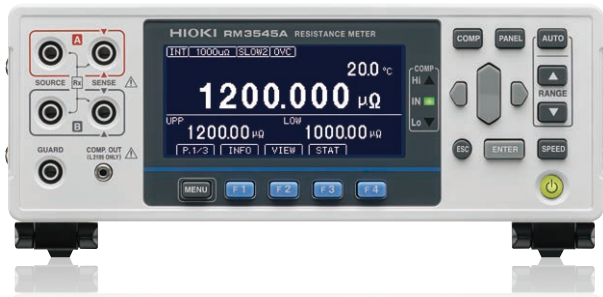 HIOKI RM3545A RESISTANCE METER
INT 1000μΩ SLOW2 OVC
20.0 °C
1200.000 μΩ
UPP LOW
1200.00 μΩ 1000.00 μΩ
P.1/3 INFO VIEW STAT
COMP
Hi
IN
Lo
A
SOURCE Rx SENSE
B
GUARD COMP. OUT
(L2105 ONLY)
MENU F1 F2 F3 F4
COMP PANEL AUTO
RANGE
ESC ENTER SPEED